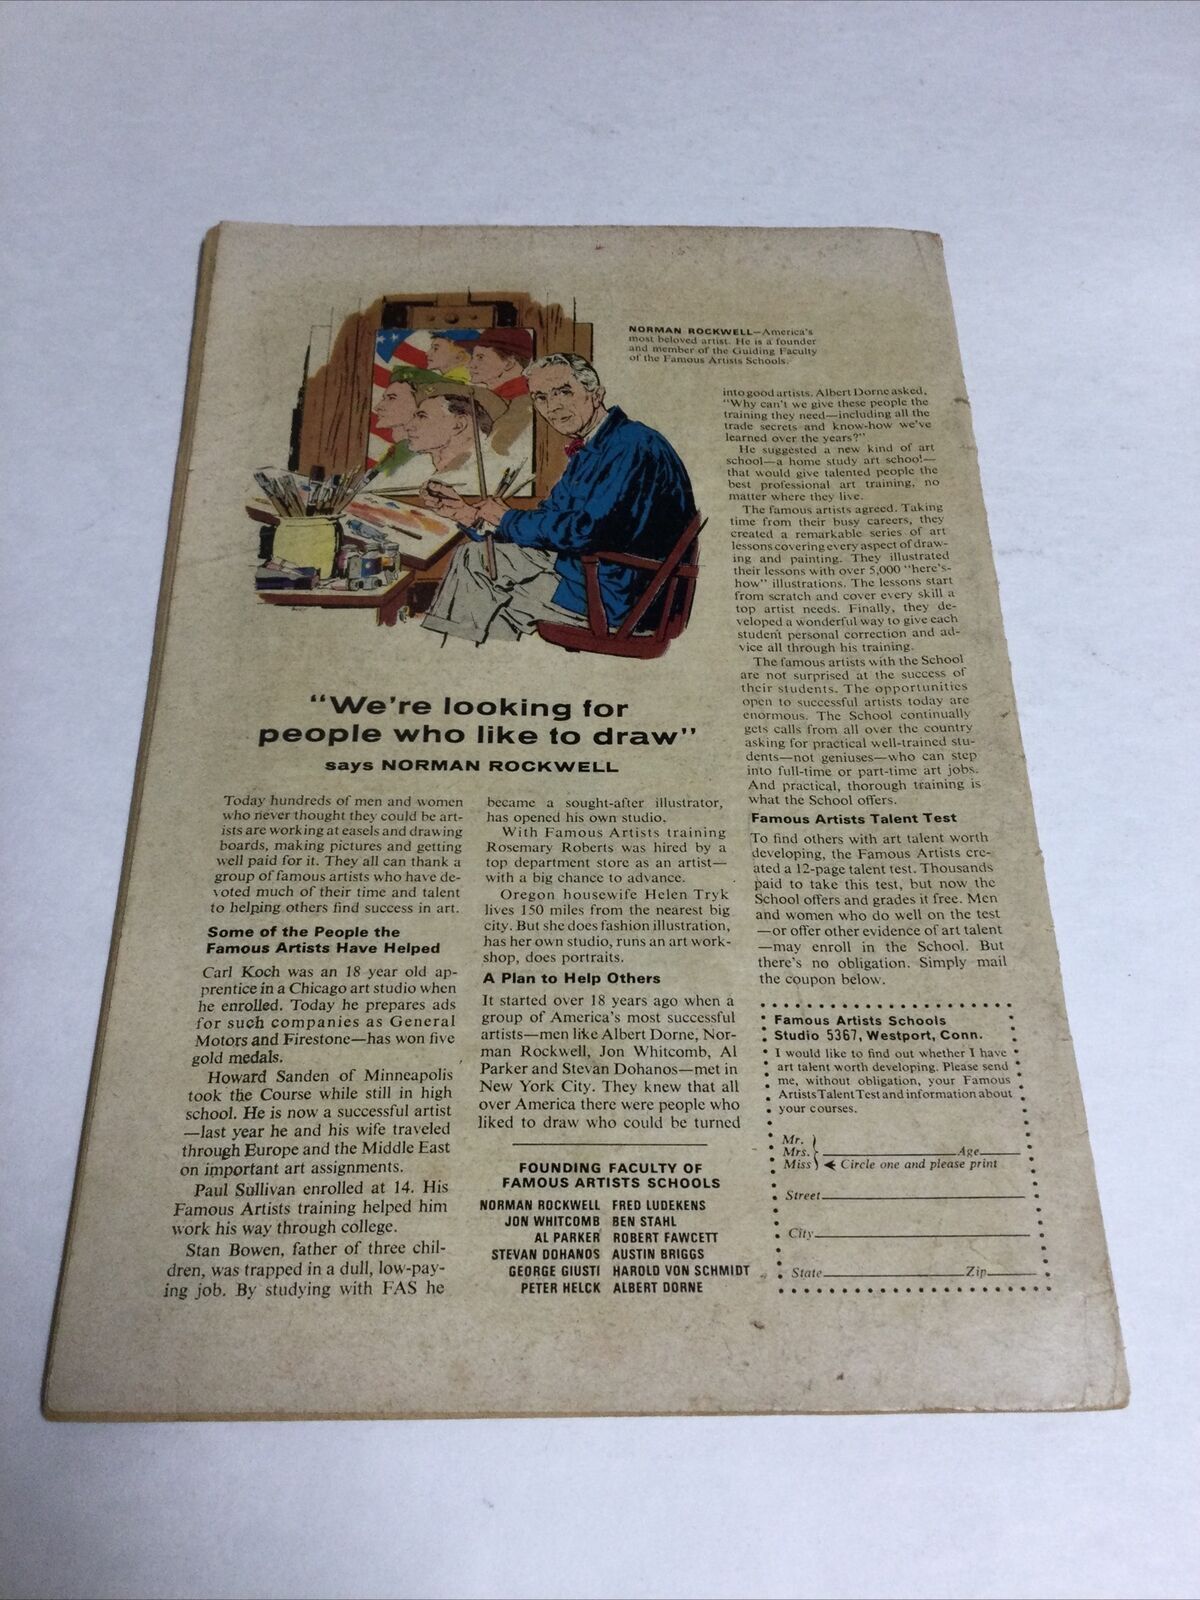 NORMAN ROCKWELL—America's
most beloved artist. He is a founder
and member of the Guiding Faculty
of the Famous Artists Schools.
"We're looking for
people who like to draw"
says NORMAN ROCKWELL
Today hundreds of men and women
who never thought they could be art-
ists are working at easels and drawing
boards, making pictures and getting
well paid for it. They all can thank a
group of famous artists who have de-
voted much of their time and talent
to helping others find success in art.
Some of the People the
Famous Artists Have Helped
Carl Koch was an 18 year old ap-
prentice in a Chicago art studio when
he enrolled. Today he prepares ads
for such companies as General
Motors and Firestone—has won five
gold medals.
Howard Sanden of Minneapolis
took the Course while still in high
school. He is now a successful artist
—last year he and his wife traveled
through Europe and the Middle East
on important art assignments.
Paul Sullivan enrolled at 14. His
Famous Artists training helped him
work his way through college.
Stan Bowen, father of three chil-
dren, was trapped in a dull, low-pay-
ing job. By studying with FAS he
became a sought-after illustrator,
has opened his own studio.
With Famous Artists training
Rosemary Roberts was hired by a
top department store as an artist—
with a big chance to advance.
Oregon housewife Helen Tryk
lives 150 miles from the nearest big
city. But she does fashion illustration,
has her own studio, runs an art work-
shop, does portraits.
A Plan to Help Others
It started over 18 years ago when a
group of America's most successful
artists—men like Albert Dorne, Nor-
man Rockwell, Jon Whitcomb, Al
Parker and Stevan Dohanos—met in
New York City. They knew that all
over America there were people who
liked to draw who could be turned
into good artists. Albert Dorne asked,
"Why can't we give these people the
training they need—including all the
trade secrets and know-how we've
learned over the years?"
He suggested a new kind of art
school—a home study art school—
that would give talented people the
best professional art training, no
matter where they live.
The famous artists agreed. Taking
time from their busy careers, they
created a remarkable series of art
lessons covering every aspect of draw-
ing and painting. They illustrated
their lessons with over 5,000 "here's-
how" illustrations. The lessons start
from scratch and cover every skill a
top artist needs. Finally, they de-
veloped a wonderful way to give each
student personal correction and ad-
vice all through his training.
The famous artists with the School
are not surprised at the success of
their students. The opportunities
open to successful artists today are
enormous. The School continually
gets calls from all over the country
asking for practical well-trained stu-
dents—not geniuses—who can step
into full-time or part-time art jobs.
And practical, thorough training is
what the School offers.
Famous Artists Talent Test
To find others with art talent worth
developing, the Famous Artists cre-
ated a 12-page talent test. Thousands
paid to take this test, but now the
School offers and grades it free. Men
and women who do well on the test
—or offer other evidence of art talent
—may enroll in the School. But
there's no obligation. Simply mail
the coupon below.
FOUNDING FACULTY OF
FAMOUS ARTISTS SCHOOLS
NORMAN ROCKWELL FRED LUDEKENS
JON WHITCOMB BEN STAHL
AL PARKER ROBERT FAWCETT
STEVAN DOHANOS AUSTIN BRIGGS
GEORGE GIUSTI HAROLD VON SCHMIDT
PETER HELCK ALBERT DORNE
Famous Artists Schools
Studio 5367, Westport, Conn.
I would like to find out whether I have
art talent worth developing. Please send
me, without obligation, your Famous
Artists Talent Test and information about
your courses.
Mr.
Mrs. Age
Miss Circle one and please print
Street
City
State Zip